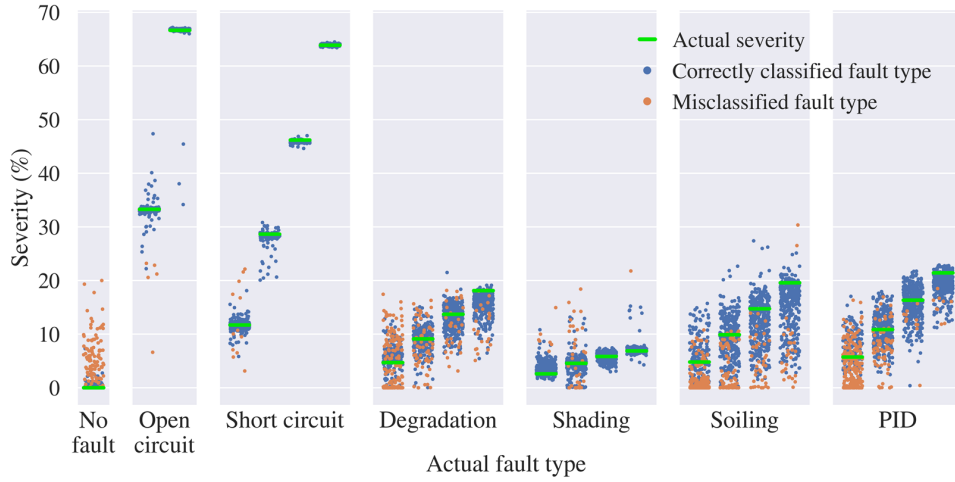 70
60
50
40
30
20
10
0
Severity (%)
Actual severity
Correctly classified fault type
Misclassified fault type
No
fault
Open
circuit
Short circuit
Degradation
Shading
Soiling
PID
Actual fault type